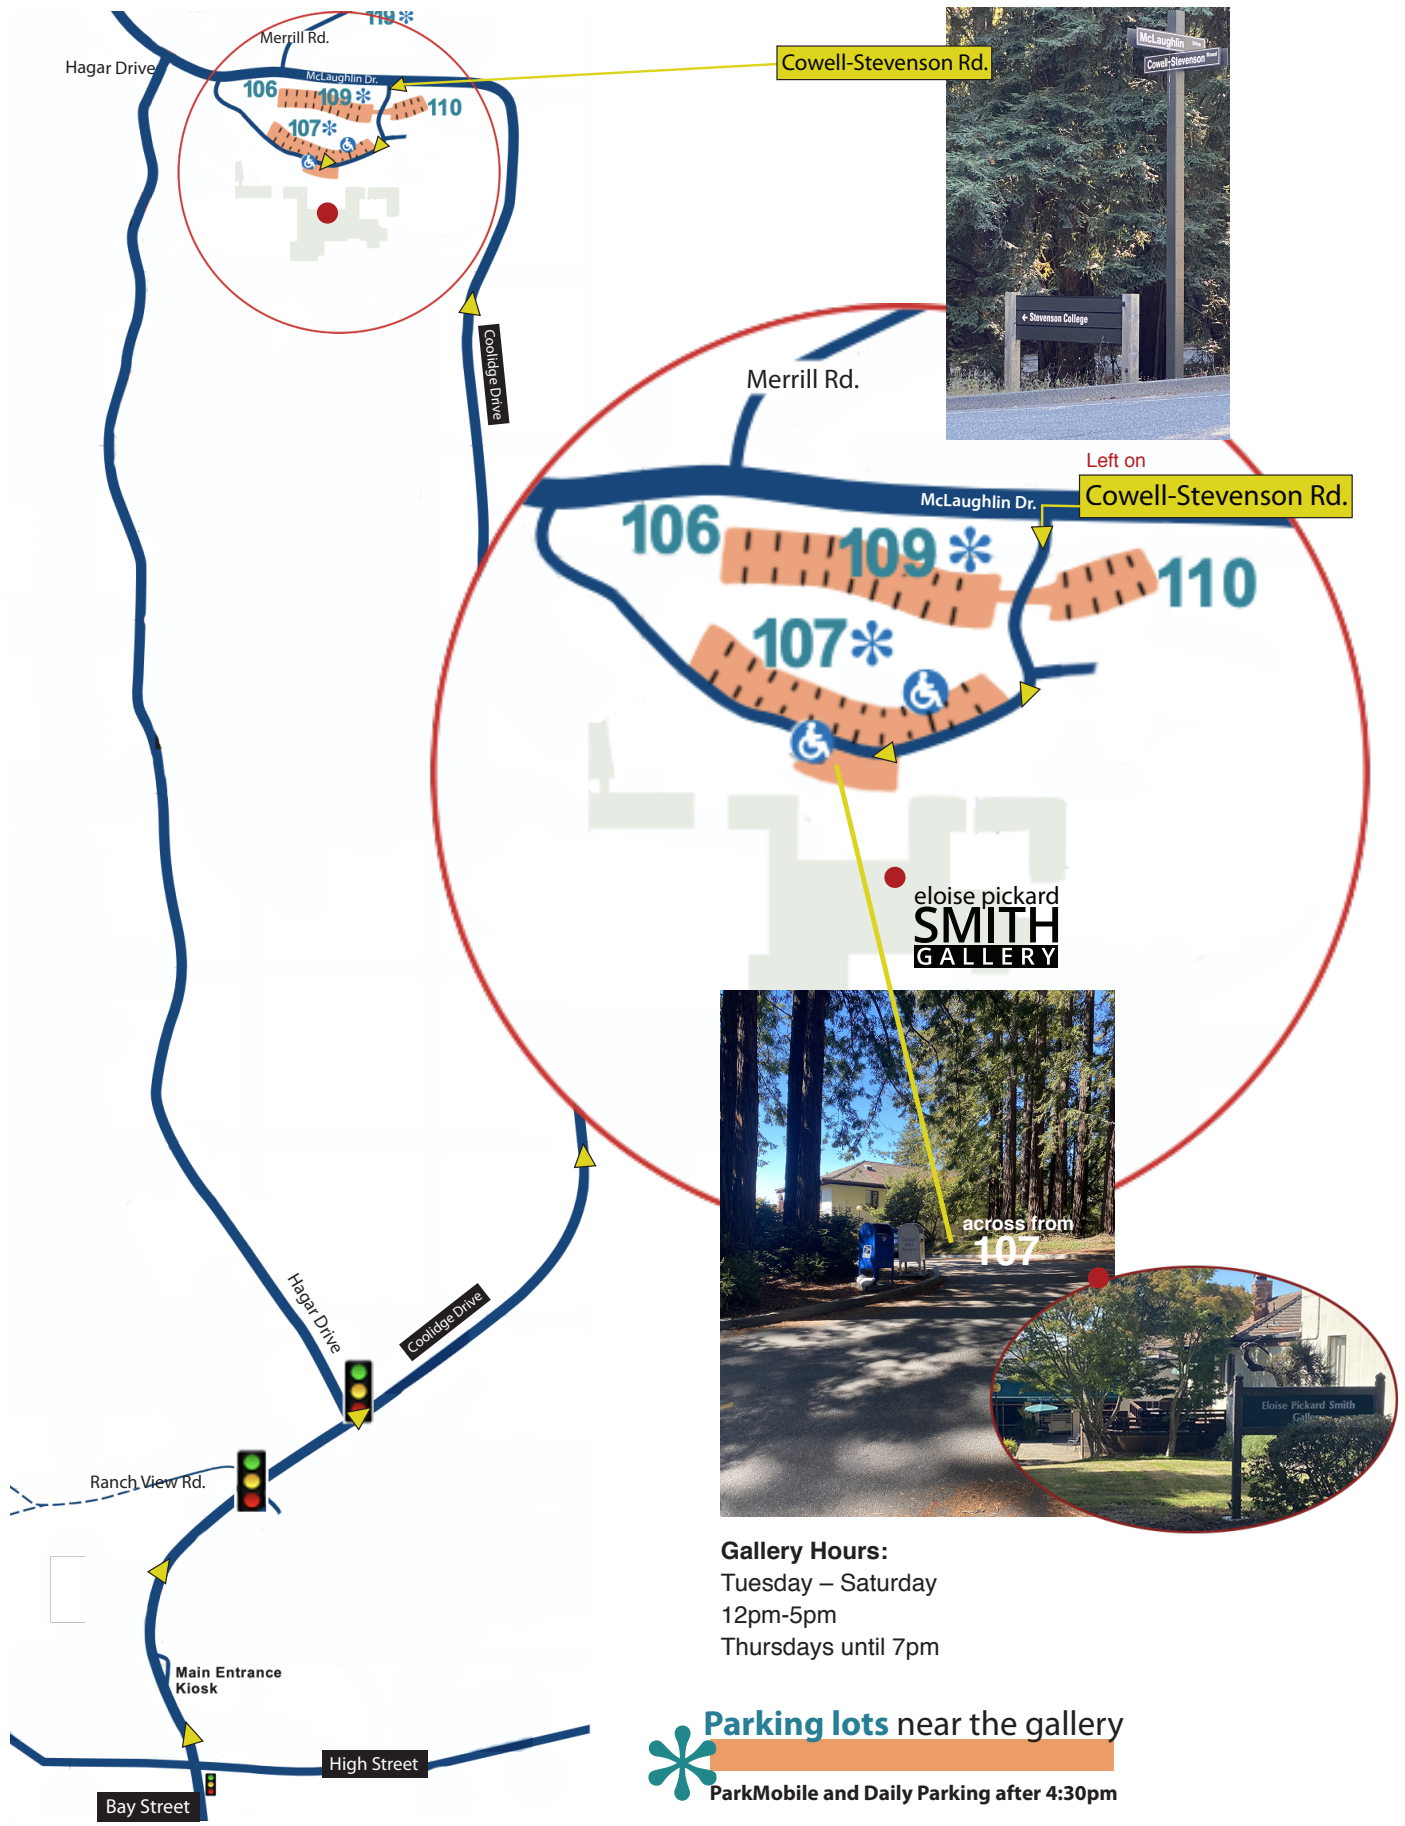 119*
Merrill Rd.
Hagar Drive
McLaughlin Dr.
Cowell-Stevenson Rd.
106
109*
110
107*
Coolidge Drive
McLaughlin Drive
Cowell-Stevenson Road
← Stevenson College
Merrill Rd.
Left on
Cowell-Stevenson Rd.
McLaughlin Dr.
106
109*
110
107*
eloise pickard
SMITH
GALLERY
across from
107
Eloise Pickard Smith
Gallery
Hagar Drive
Coolidge Drive
Ranch View Rd.
Main Entrance
Kiosk
High Street
Bay Street
Gallery Hours:
Tuesday – Saturday
12pm-5pm
Thursdays until 7pm
Parking lots near the gallery
*
ParkMobile and Daily Parking after 4:30pm